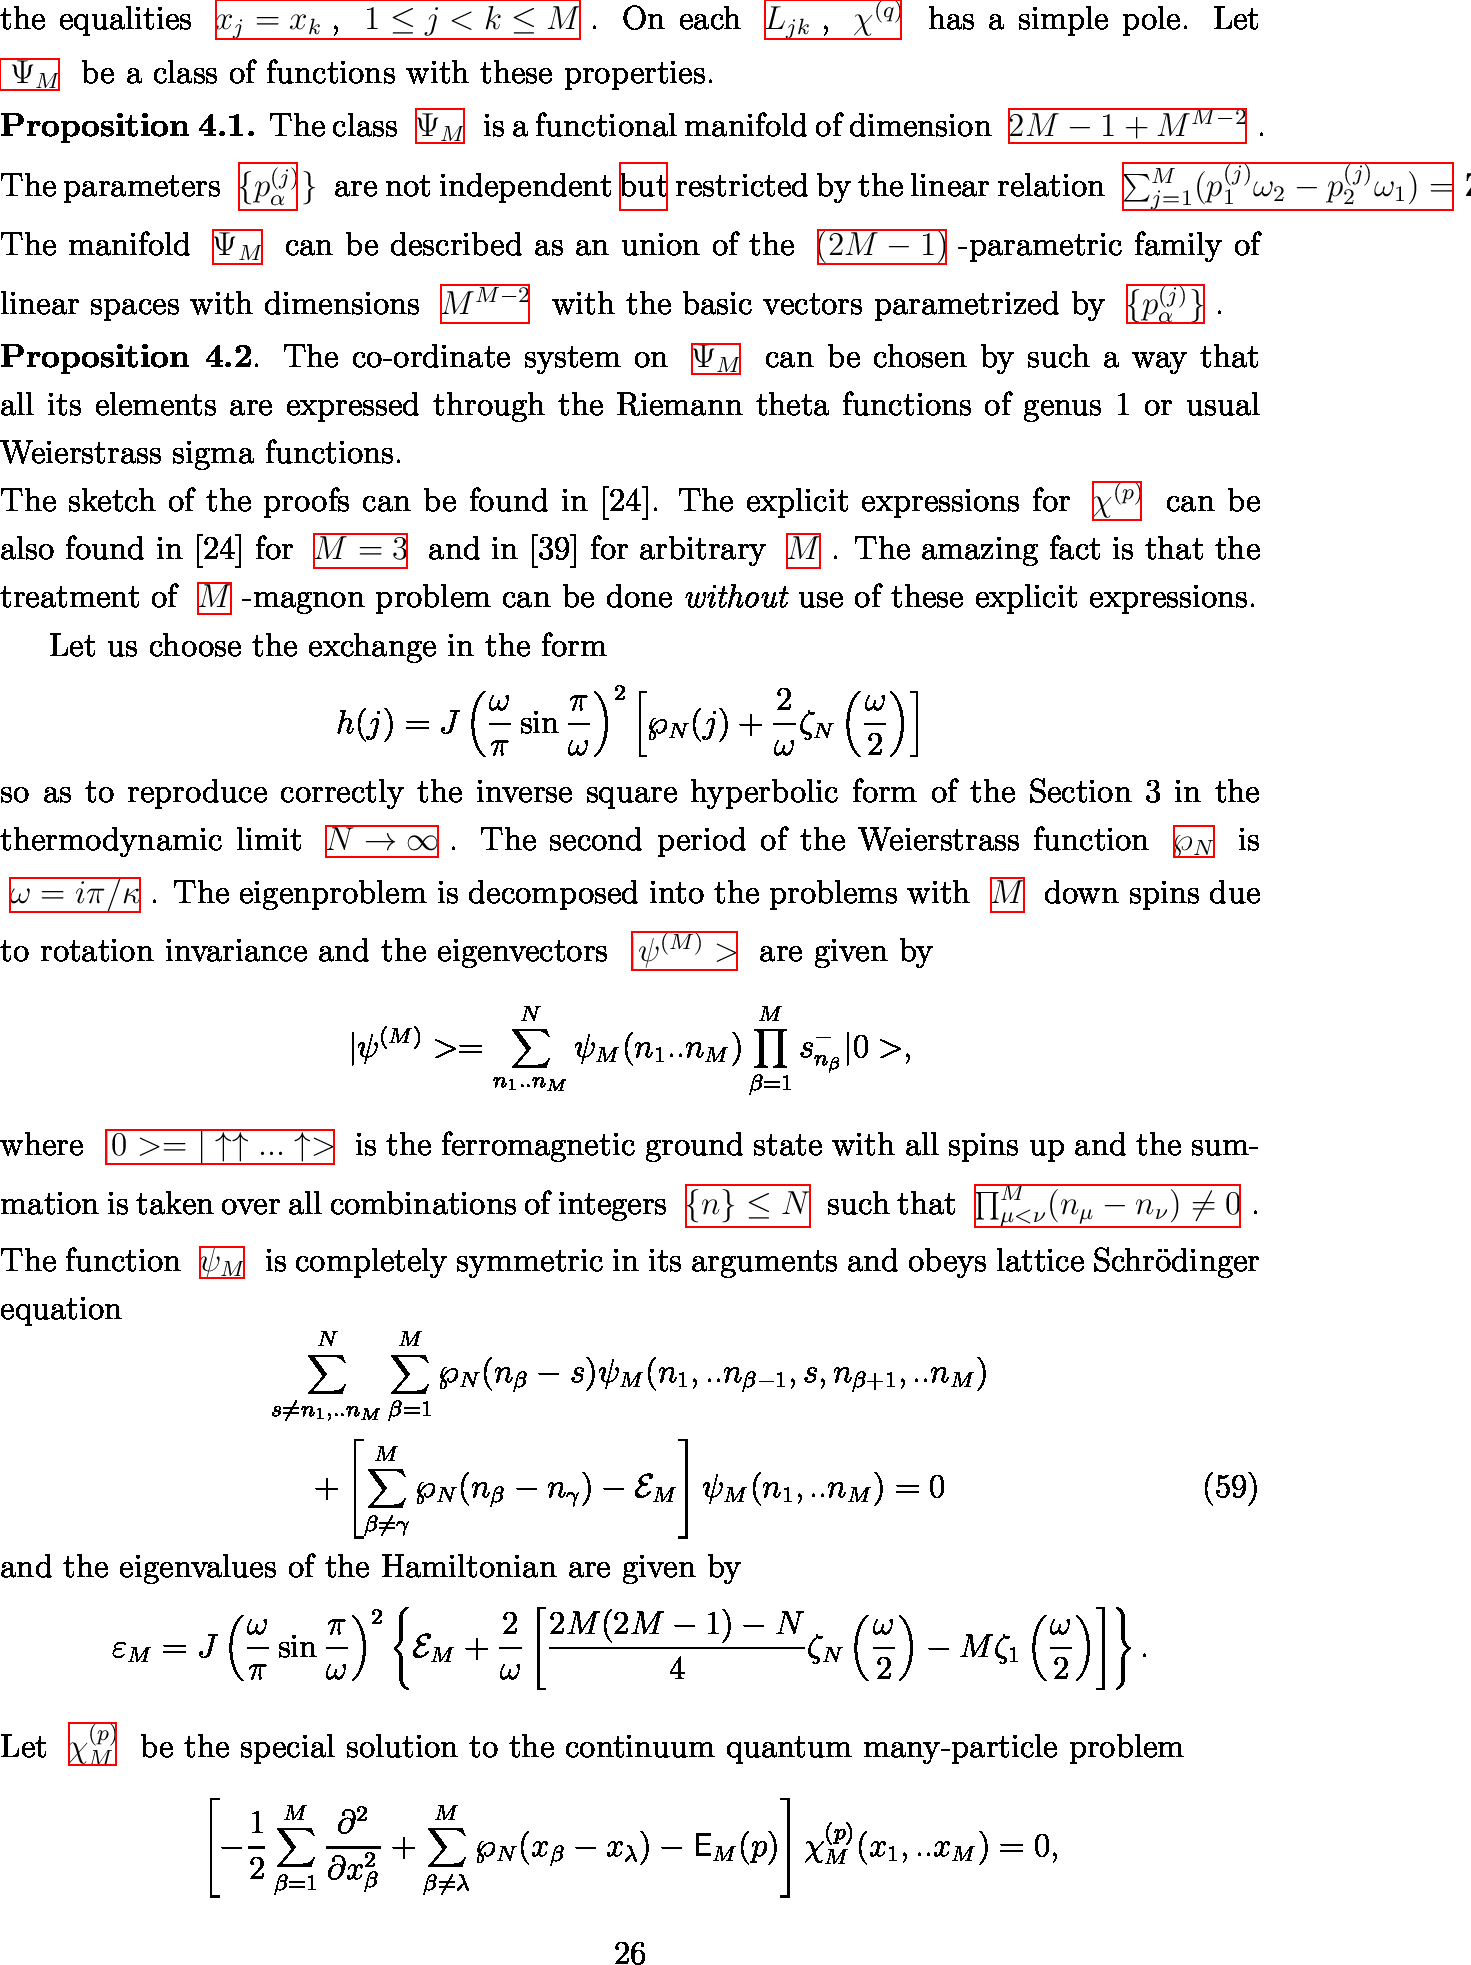 the equalities $x_j = x_k$ , $1 \leq j < k \leq M$ . On each $L_{jk}$ , $\chi^{(q)}$ has a simple pole. Let
$\Psi_M$ be a class of functions with these properties.
**Proposition 4.1.** The class $\Psi_M$ is a functional manifold of dimension $2M - 1 + M^{M-2}$ .
The parameters $\{p_\alpha^{(j)}\}$ are not independent but restricted by the linear relation $\sum_{j=1}^{M}(p_1^{(j)}\omega_2 - p_2^{(j)}\omega_1) =$
The manifold $\Psi_M$ can be described as an union of the $(2M - 1)$ -parametric family of
linear spaces with dimensions $M^{M-2}$ with the basic vectors parametrized by $\{p_\alpha^{(j)}\}$ .
**Proposition 4.2**. The co-ordinate system on $\Psi_M$ can be chosen by such a way that
all its elements are expressed through the Riemann theta functions of genus 1 or usual
Weierstrass sigma functions.
The sketch of the proofs can be found in [24]. The explicit expressions for $\chi^{(p)}$ can be
also found in [24] for $M = 3$ and in [39] for arbitrary $M$ . The amazing fact is that the
treatment of $M$ -magnon problem can be done *without* use of these explicit expressions.
Let us choose the exchange in the form
$$h(j) = J \left( \frac{\omega}{\pi} \sin \frac{\pi}{\omega} \right)^2 \left[ \wp_N(j) + \frac{2}{\omega} \zeta_N \left( \frac{\omega}{2} \right) \right]$$
so as to reproduce correctly the inverse square hyperbolic form of the Section 3 in the
thermodynamic limit $N \to \infty$ . The second period of the Weierstrass function $\wp_N$ is
$\omega = i\pi/\kappa$ . The eigenproblem is decomposed into the problems with $M$ down spins due
to rotation invariance and the eigenvectors $\psi^{(M)} >$ are given by
$$|\psi^{(M)} >= \sum_{n_1..n_M}^{N} \psi_M(n_1..n_M) \prod_{\beta=1}^{M} s_{n_\beta}^{-} |0 >,$$
where $0 >= | \uparrow\uparrow ... \uparrow>$ is the ferromagnetic ground state with all spins up and the sum-
mation is taken over all combinations of integers $\{n\} \leq N$ such that $\prod_{\mu<\nu}^{M}(n_\mu - n_\nu) \neq 0$ .
The function $\psi_M$ is completely symmetric in its arguments and obeys lattice Schrödinger
equation
$$\sum_{s \neq n_1,..n_M}^{N} \sum_{\beta=1}^{M} \wp_N(n_\beta - s)\psi_M(n_1, ..n_{\beta-1}, s, n_{\beta+1}, ..n_M)$$
$$+ \left[ \sum_{\beta \neq \gamma}^{M} \wp_N(n_\beta - n_\gamma) - \mathcal{E}_M \right] \psi_M(n_1, ..n_M) = 0 \quad (59)$$
and the eigenvalues of the Hamiltonian are given by
$$\varepsilon_M = J \left( \frac{\omega}{\pi} \sin \frac{\pi}{\omega} \right)^2 \left\{ \mathcal{E}_M + \frac{2}{\omega} \left[ \frac{2M(2M - 1) - N}{4} \zeta_N \left( \frac{\omega}{2} \right) - M\zeta_1 \left( \frac{\omega}{2} \right) \right] \right\}.$$
Let $\chi_M^{(p)}$ be the special solution to the continuum quantum many-particle problem
$$\left[ -\frac{1}{2} \sum_{\beta=1}^{M} \frac{\partial^2}{\partial x_\beta^2} + \sum_{\beta \neq \lambda}^{M} \wp_N(x_\beta - x_\lambda) - \mathsf{E}_M(p) \right] \chi_M^{(p)}(x_1, ..x_M) = 0,$$
26